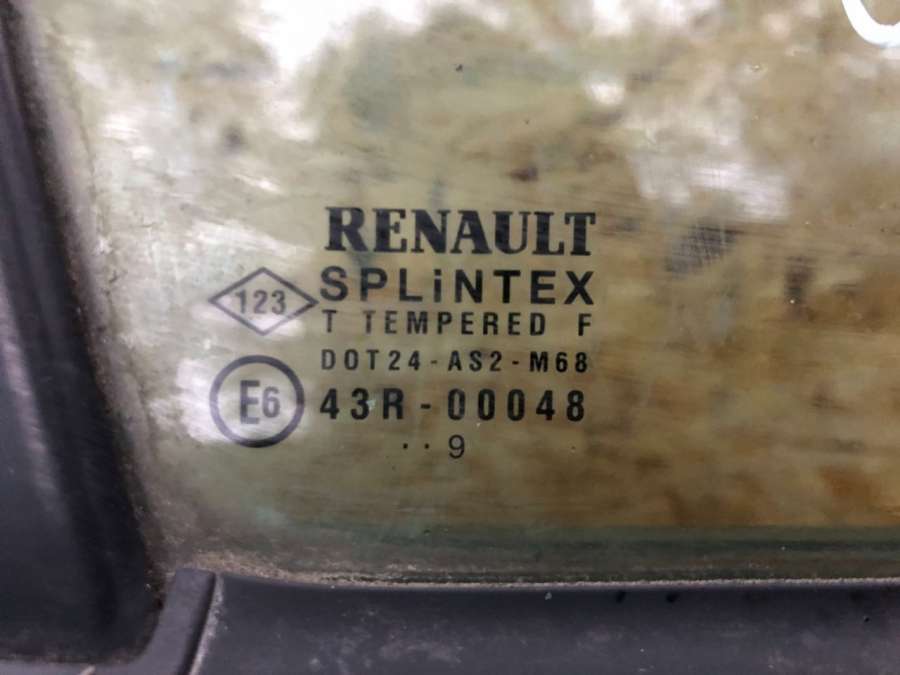 RENAULT
SPLiNTEX
123
T TEMPERED F
DOT24-AS2-M68
E6 43R-00048
··9